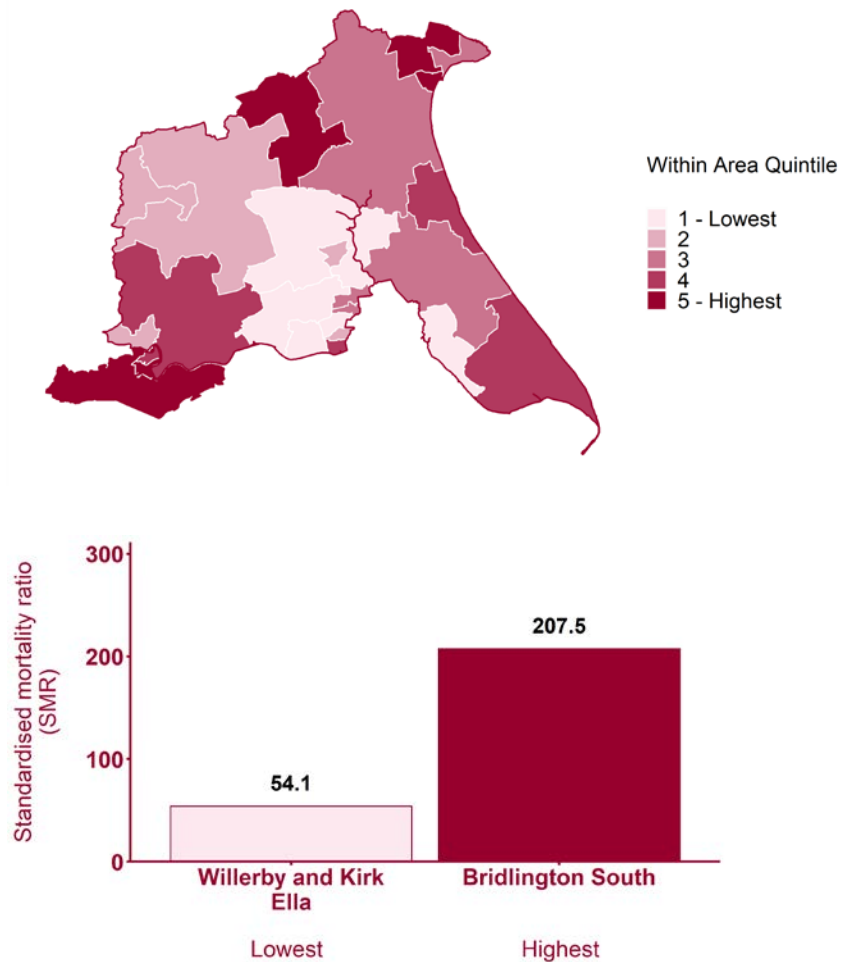 Within Area Quintile
1 - Lowest
2
3
4
5 - Highest
Standardised mortality ratio
(SMR)
300
200
100
0
54.1
207.5
Willerby and Kirk
Ella
Bridlington South
Lowest
Highest